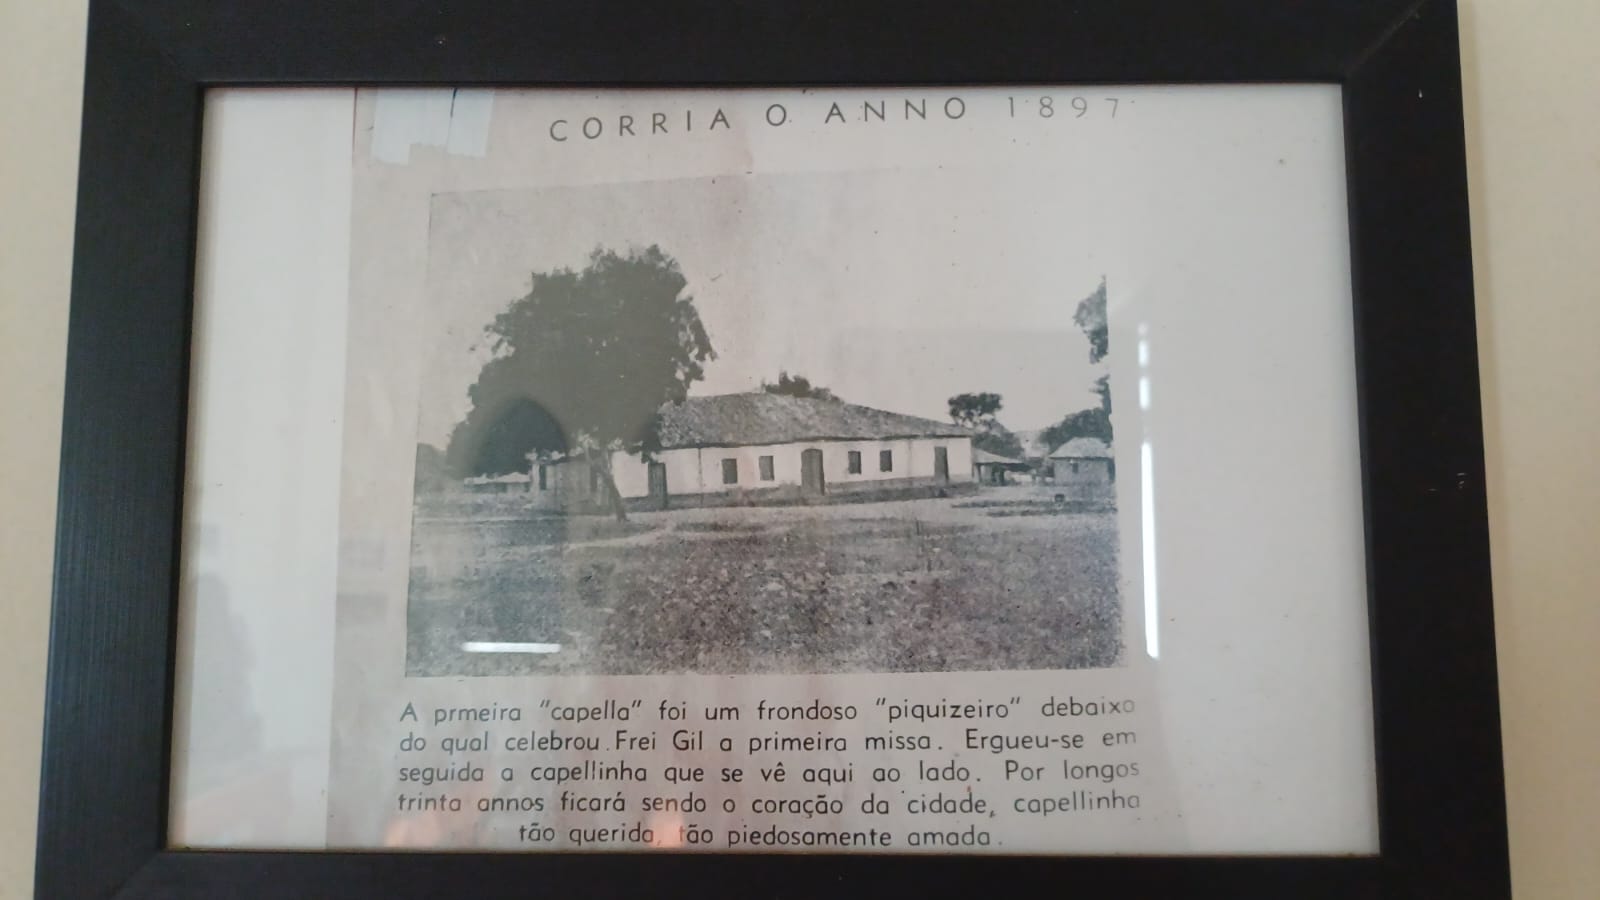 CORRIA O ANNO 1897
A prmeira "capella" foi um frondoso "piquizeiro" debaixo
do qual celebrou Frei Gil a primeira missa. Ergueu-se em
seguida a capellinha que se vê aqui ao lado. Por longos
trinta annos ficará sendo o coração da cidade, capellinha
tão querida, tão piedosamente amada.